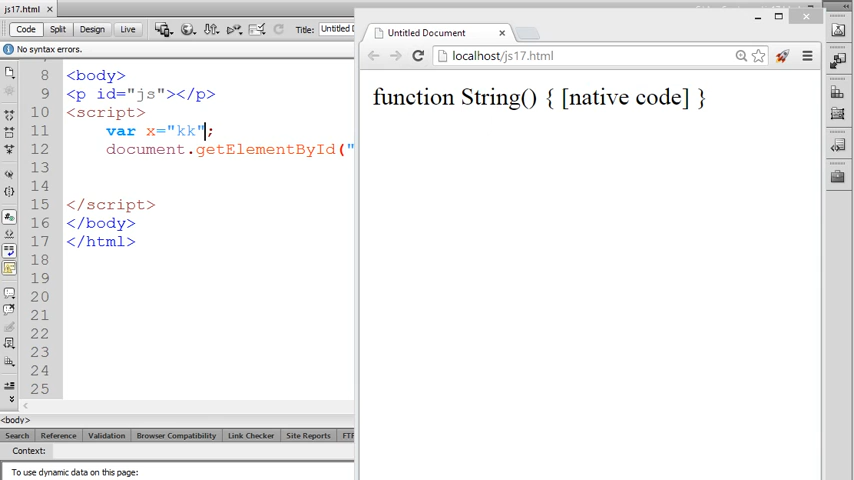 js17.html
Code Split Design Live Title: Untitled D
No syntax errors.
8 <body>
9 <p id="js"></p>
10 <script>
11 var x="kk";
12 document.getElementById("
13
14
15 </script>
16 </body>
17 </html>
18
19
20
21
22
23
24
25
<body>
Search Reference Validation Browser Compatibility Link Checker Site Reports FT
Context:
To use dynamic data on this page:
Untitled Document
localhost/js17.html
function String() { [native code] }